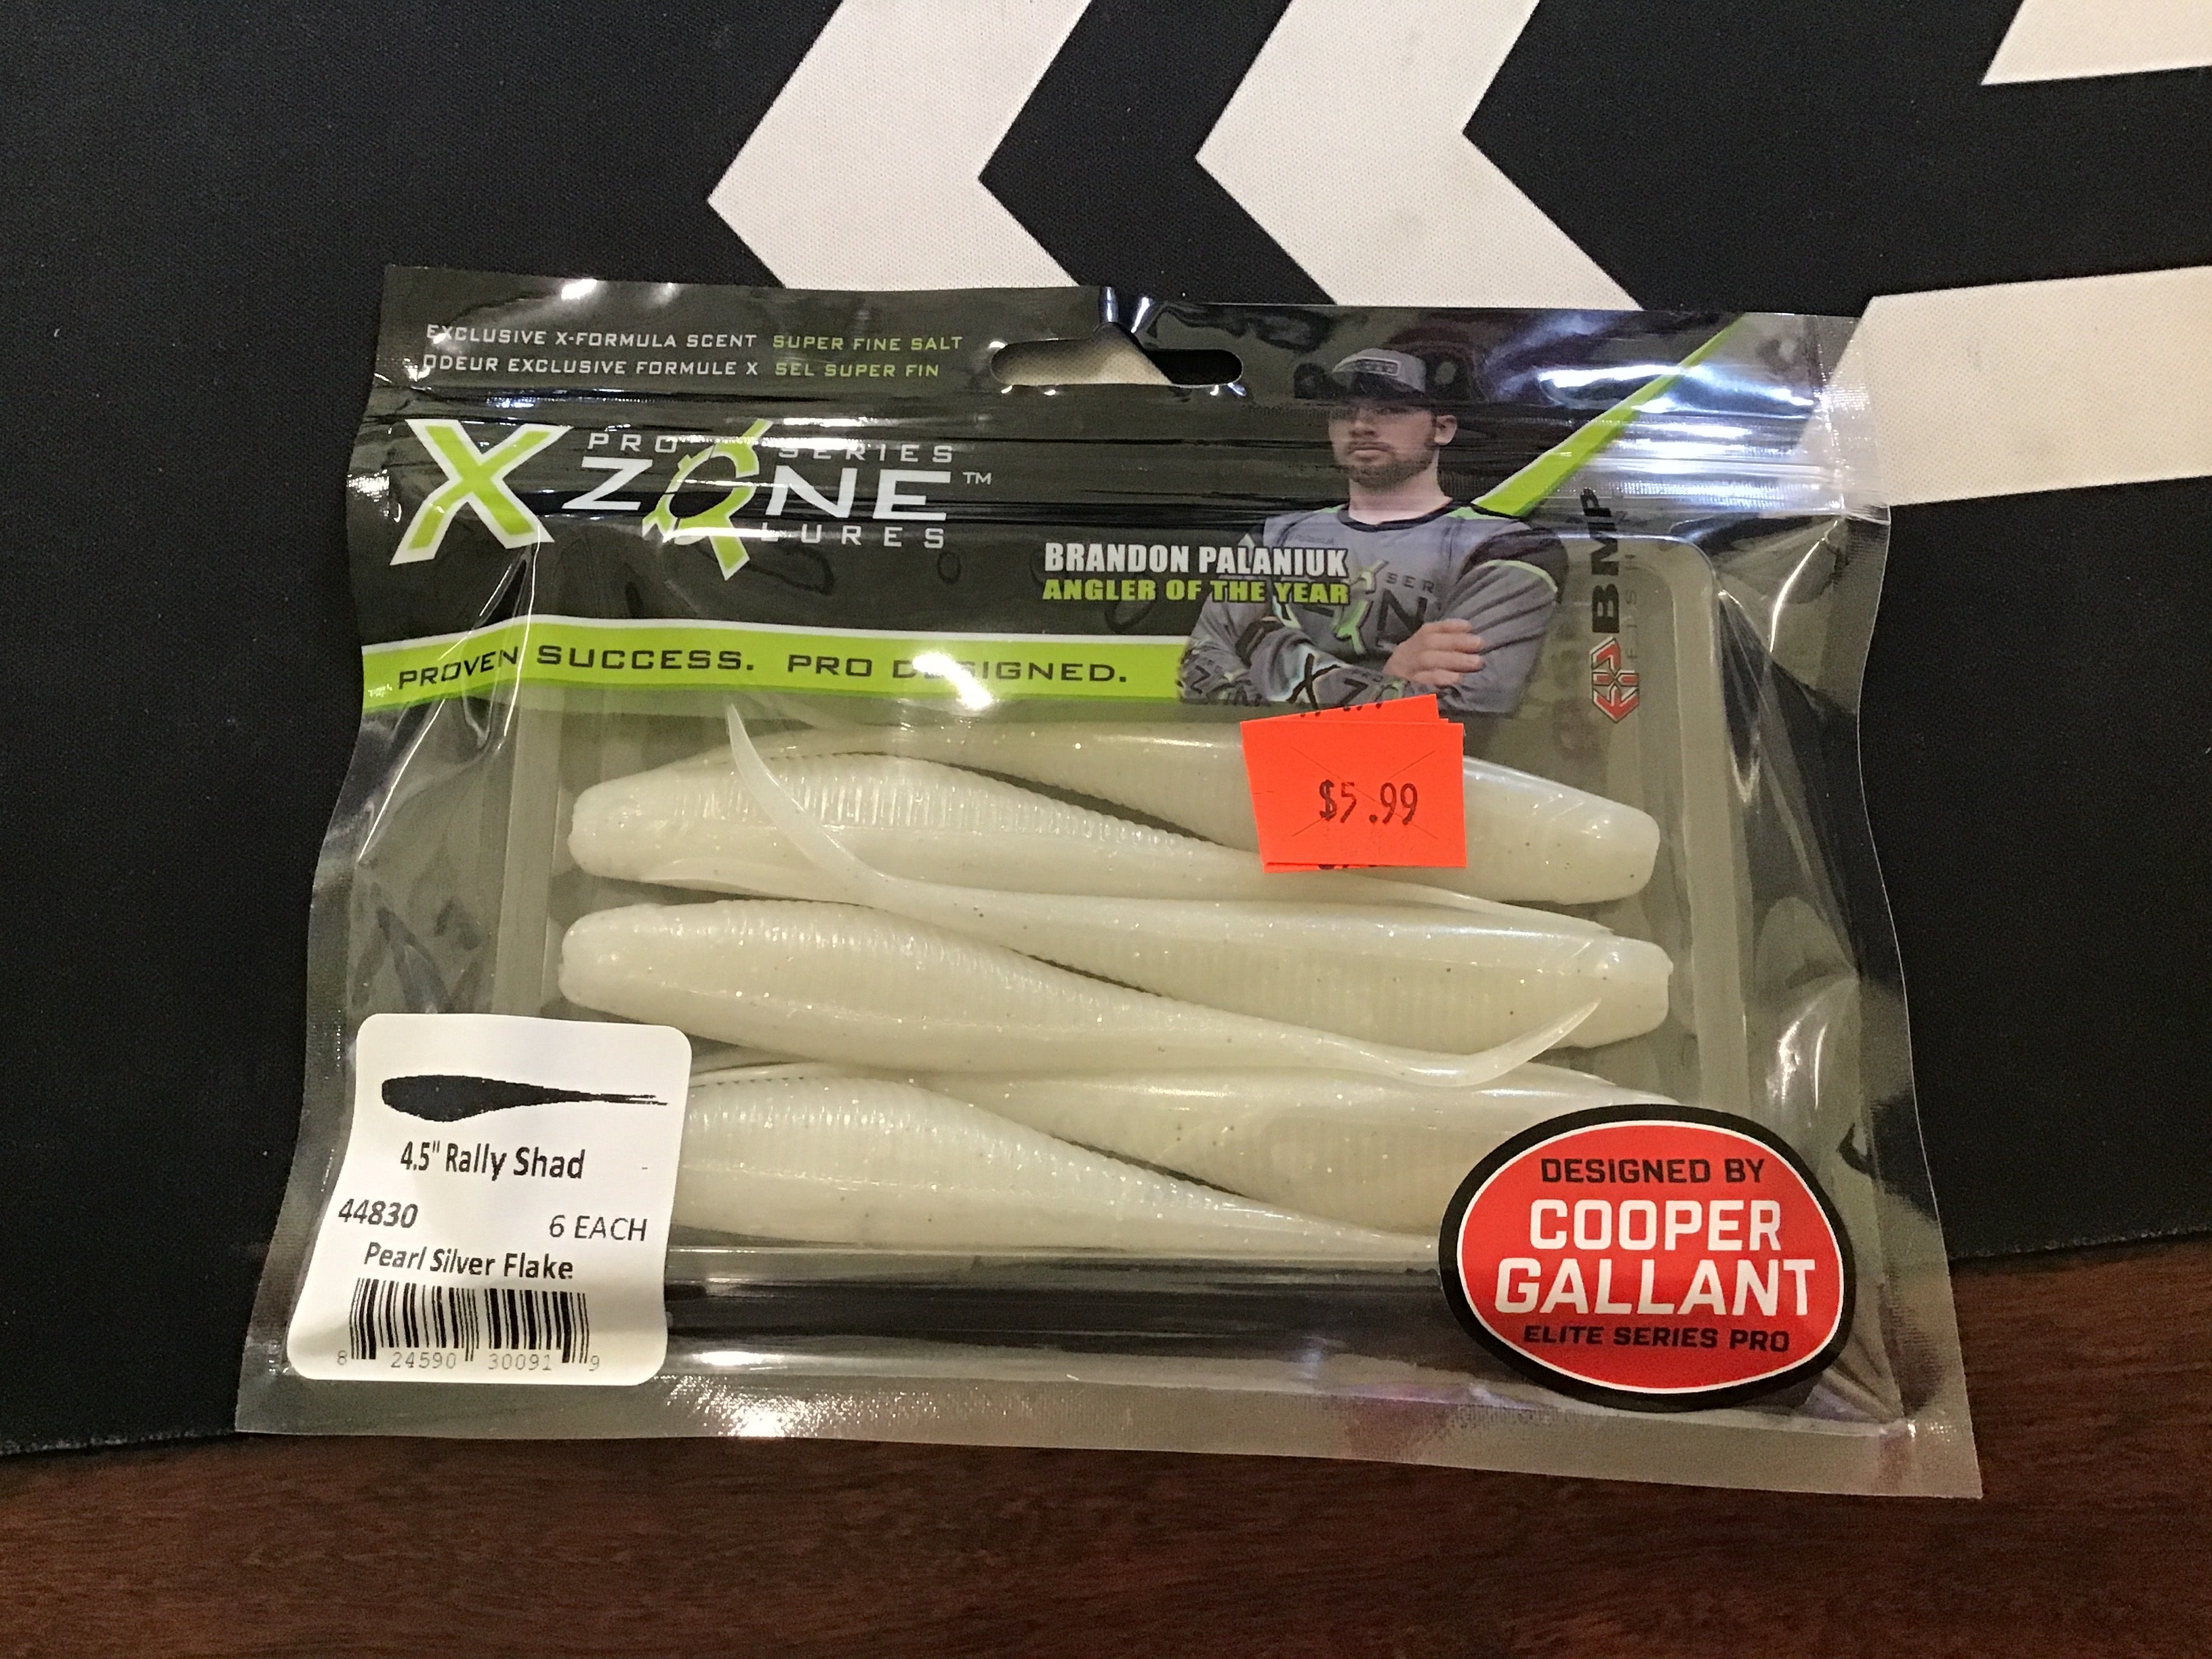 EXCLUSIVE X-FORMULA SCENT SUPER FINE SALT
ODEUR EXCLUSIVE FORMULE X SEL SUPER FIN
PRO SERIES
X ZONE™
LURES
BRANDON PALANIUK
ANGLER OF THE YEAR
PROVEN SUCCESS. PRO DESIGNED.
BMP
$5.99
4.5" Rally Shad
44830 6 EACH
Pearl Silver Flake
8 24590 30091 9
DESIGNED BY
COOPER
GALLANT
ELITE SERIES PRO